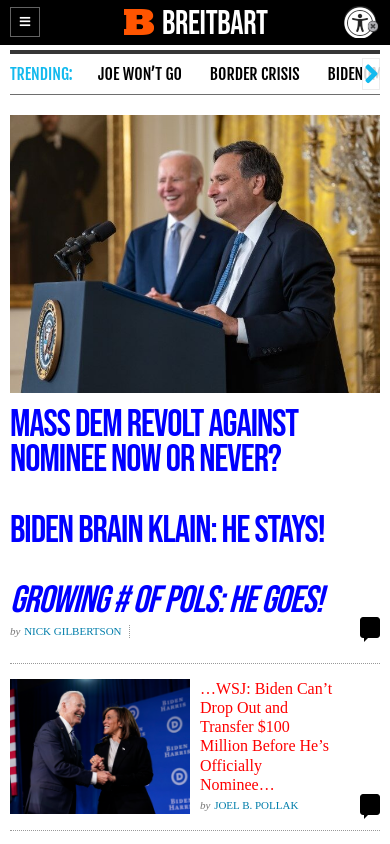 BREITBART
TRENDING: JOE WON'T GO BORDER CRISIS BIDEN
MASS DEM REVOLT AGAINST
NOMINEE NOW OR NEVER?
BIDEN BRAIN KLAIN: HE STAYS!
GROWING # OF POLS: HE GOES!
by NICK GILBERTSON
…WSJ: Biden Can't
Drop Out and
Transfer $100
Million Before He's
Officially
Nominee…
by JOEL B. POLLAK
BIDEN
HARRIS